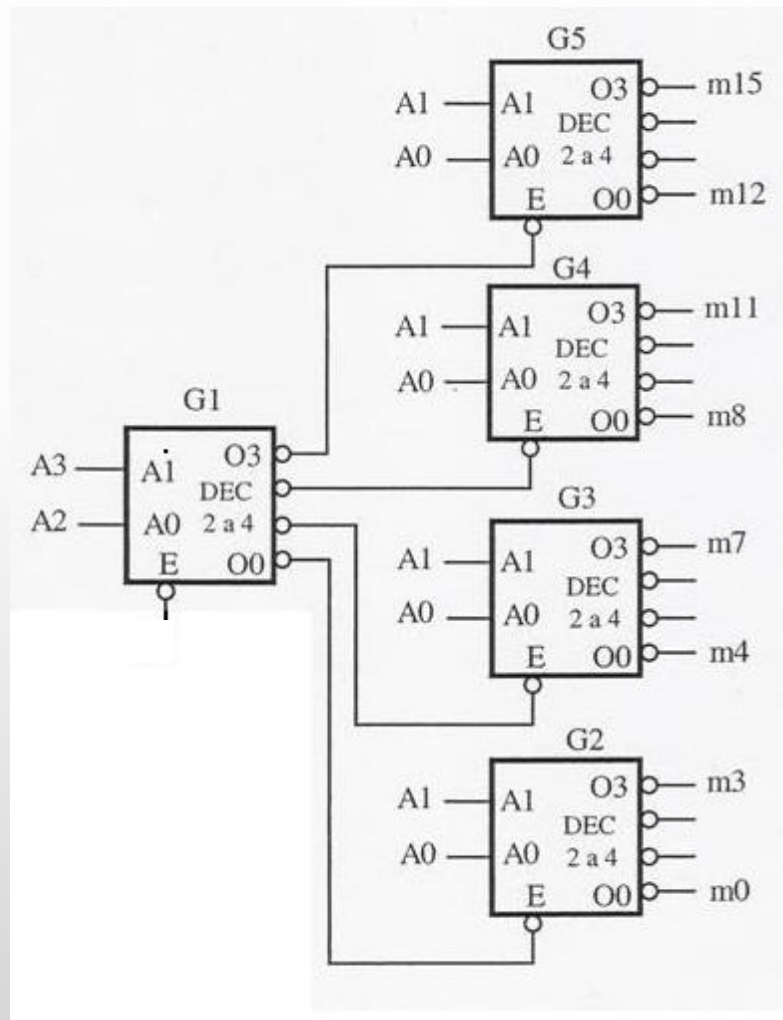 G5
A1 A1 O3 m15
DEC
A0 A0 2 a 4
E O0 m12
G4
A1 A1 O3 m11
DEC
A0 A0 2 a 4
E O0 m8
G1
A3 A1 O3
DEC
A2 A0 2 a 4
E O0
G3
A1 A1 O3 m7
DEC
A0 A0 2 a 4
E O0 m4
G2
A1 A1 O3 m3
DEC
A0 A0 2 a 4
E O0 m0